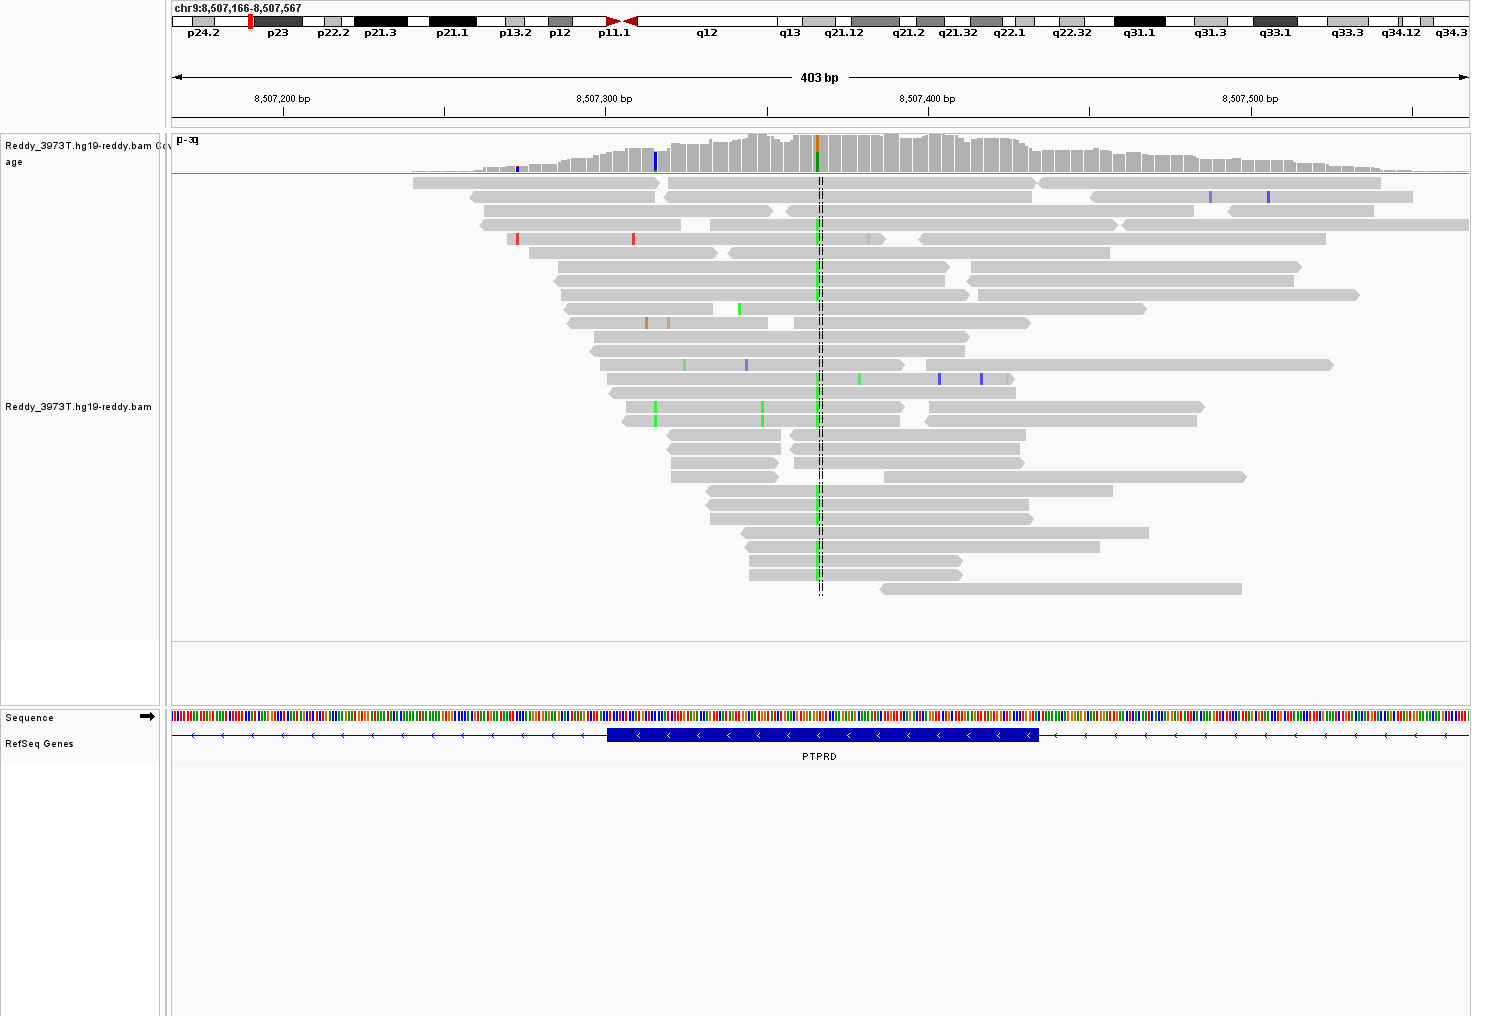 chr9:8,507,166-8,507,567
p24.2 p23 p22.2 p21.3 p21.1 p13.2 p12 p11.1 q12 q13 q21.12 q21.2 q21.32 q22.1 q22.32 q31.1 q31.3 q33.1 q33.3 q34.12 q34.3
403 bp
8,507,200 bp 8,507,300 bp 8,507,400 bp 8,507,500 bp
Reddy_3973T.hg19-reddy.bam Cov
age
Reddy_3973T.hg19-reddy.bam
Sequence
RefSeq Genes
PTPRD